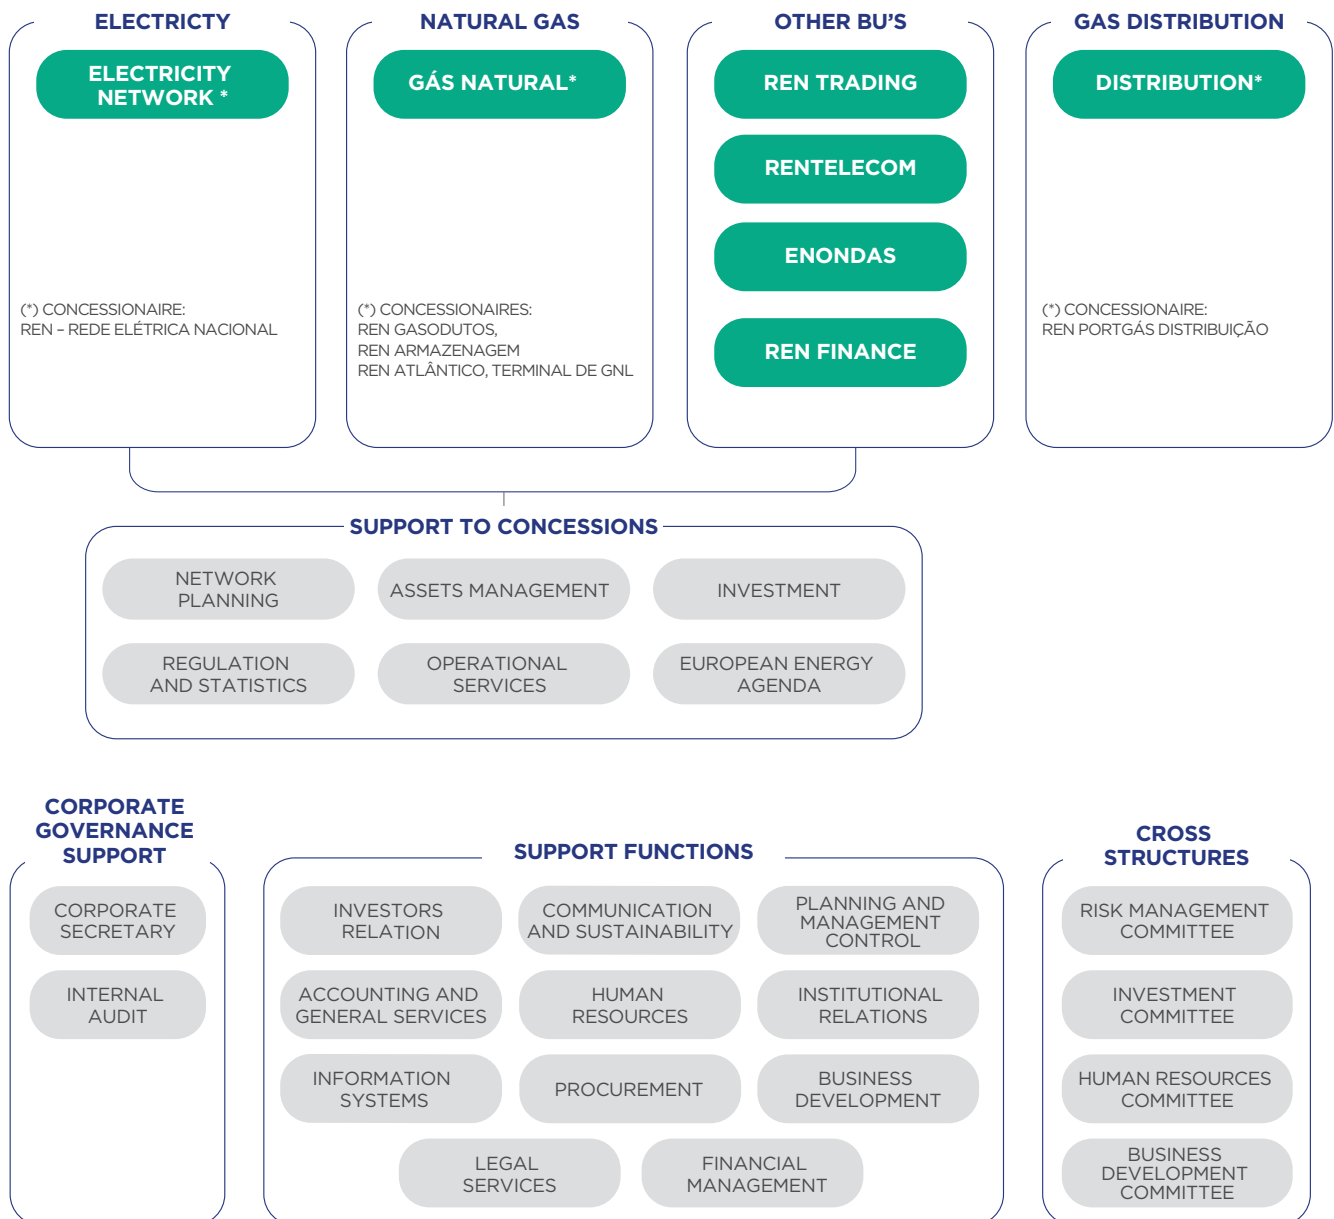 ELECTRICTY
ELECTRICITY
NETWORK *
(*) CONCESSIONAIRE:
REN – REDE ELÉTRICA NACIONAL
NATURAL GAS
GÁS NATURAL*
(*) CONCESSIONAIRES:
REN GASODUTOS,
REN ARMAZENAGEM
REN ATLÂNTICO, TERMINAL DE GNL
OTHER BU’S
REN TRADING
RENTELECOM
ENONDAS
REN FINANCE
GAS DISTRIBUTION
DISTRIBUTION*
(*) CONCESSIONAIRE:
REN PORTGÁS DISTRIBUIÇÃO
SUPPORT TO CONCESSIONS
NETWORK
PLANNING
ASSETS MANAGEMENT
INVESTMENT
REGULATION
AND STATISTICS
OPERATIONAL
SERVICES
EUROPEAN ENERGY
AGENDA
CORPORATE
GOVERNANCE
SUPPORT
CORPORATE
SECRETARY
INTERNAL
AUDIT
SUPPORT FUNCTIONS
INVESTORS
RELATION
COMMUNICATION
AND SUSTAINABILITY
PLANNING AND
MANAGEMENT
CONTROL
ACCOUNTING AND
GENERAL SERVICES
HUMAN
RESOURCES
INSTITUTIONAL
RELATIONS
INFORMATION
SYSTEMS
PROCUREMENT
BUSINESS
DEVELOPMENT
LEGAL
SERVICES
FINANCIAL
MANAGEMENT
CROSS
STRUCTURES
RISK MANAGEMENT
COMMITTEE
INVESTMENT
COMMITTEE
HUMAN RESOURCES
COMMITTEE
BUSINESS
DEVELOPMENT
COMMITTEE